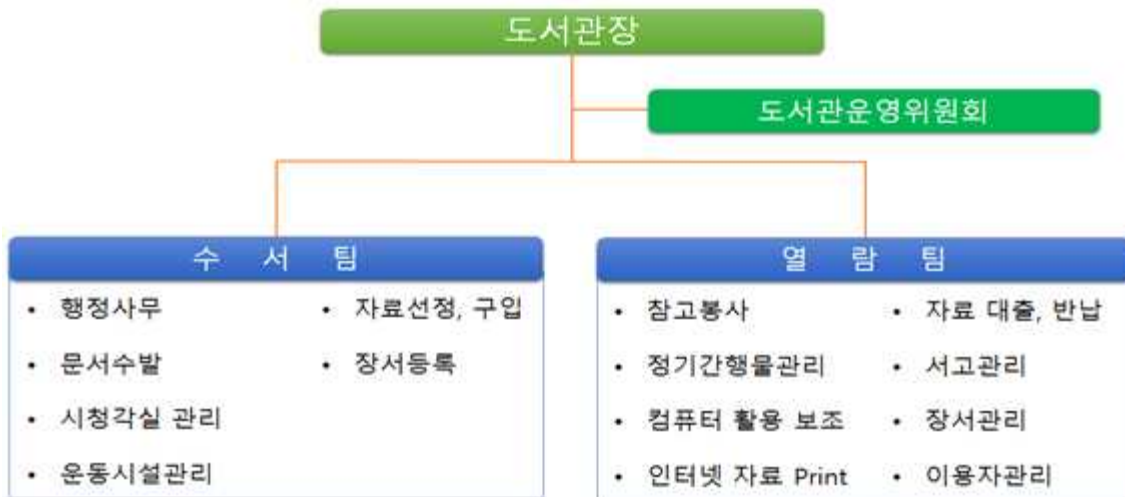 도서관장
도서관운영위원회
수 서 팀
• 행정사무
• 문서수발
• 시청각실 관리
• 운동시설관리
• 자료선정, 구입
• 장서등록
열 람 팀
• 참고봉사
• 정기간행물관리
• 컴퓨터 활용 보조
• 인터넷 자료 Print
• 자료 대출, 반납
• 서고관리
• 장서관리
• 이용자관리